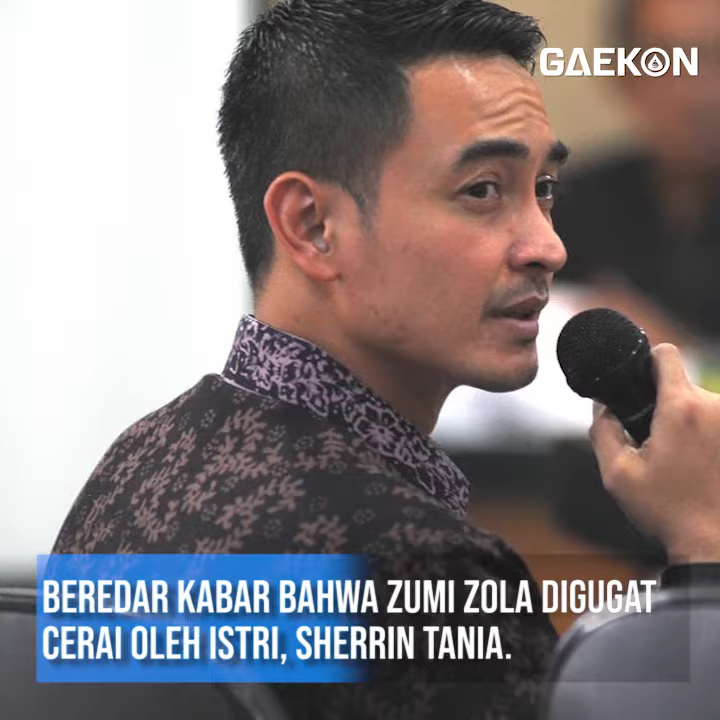 GAEKON
BEREDAR KABAR BAHWA ZUMI ZOLA DIGUGAT
CERAI OLEH ISTRI, SHERRIN TANIA.